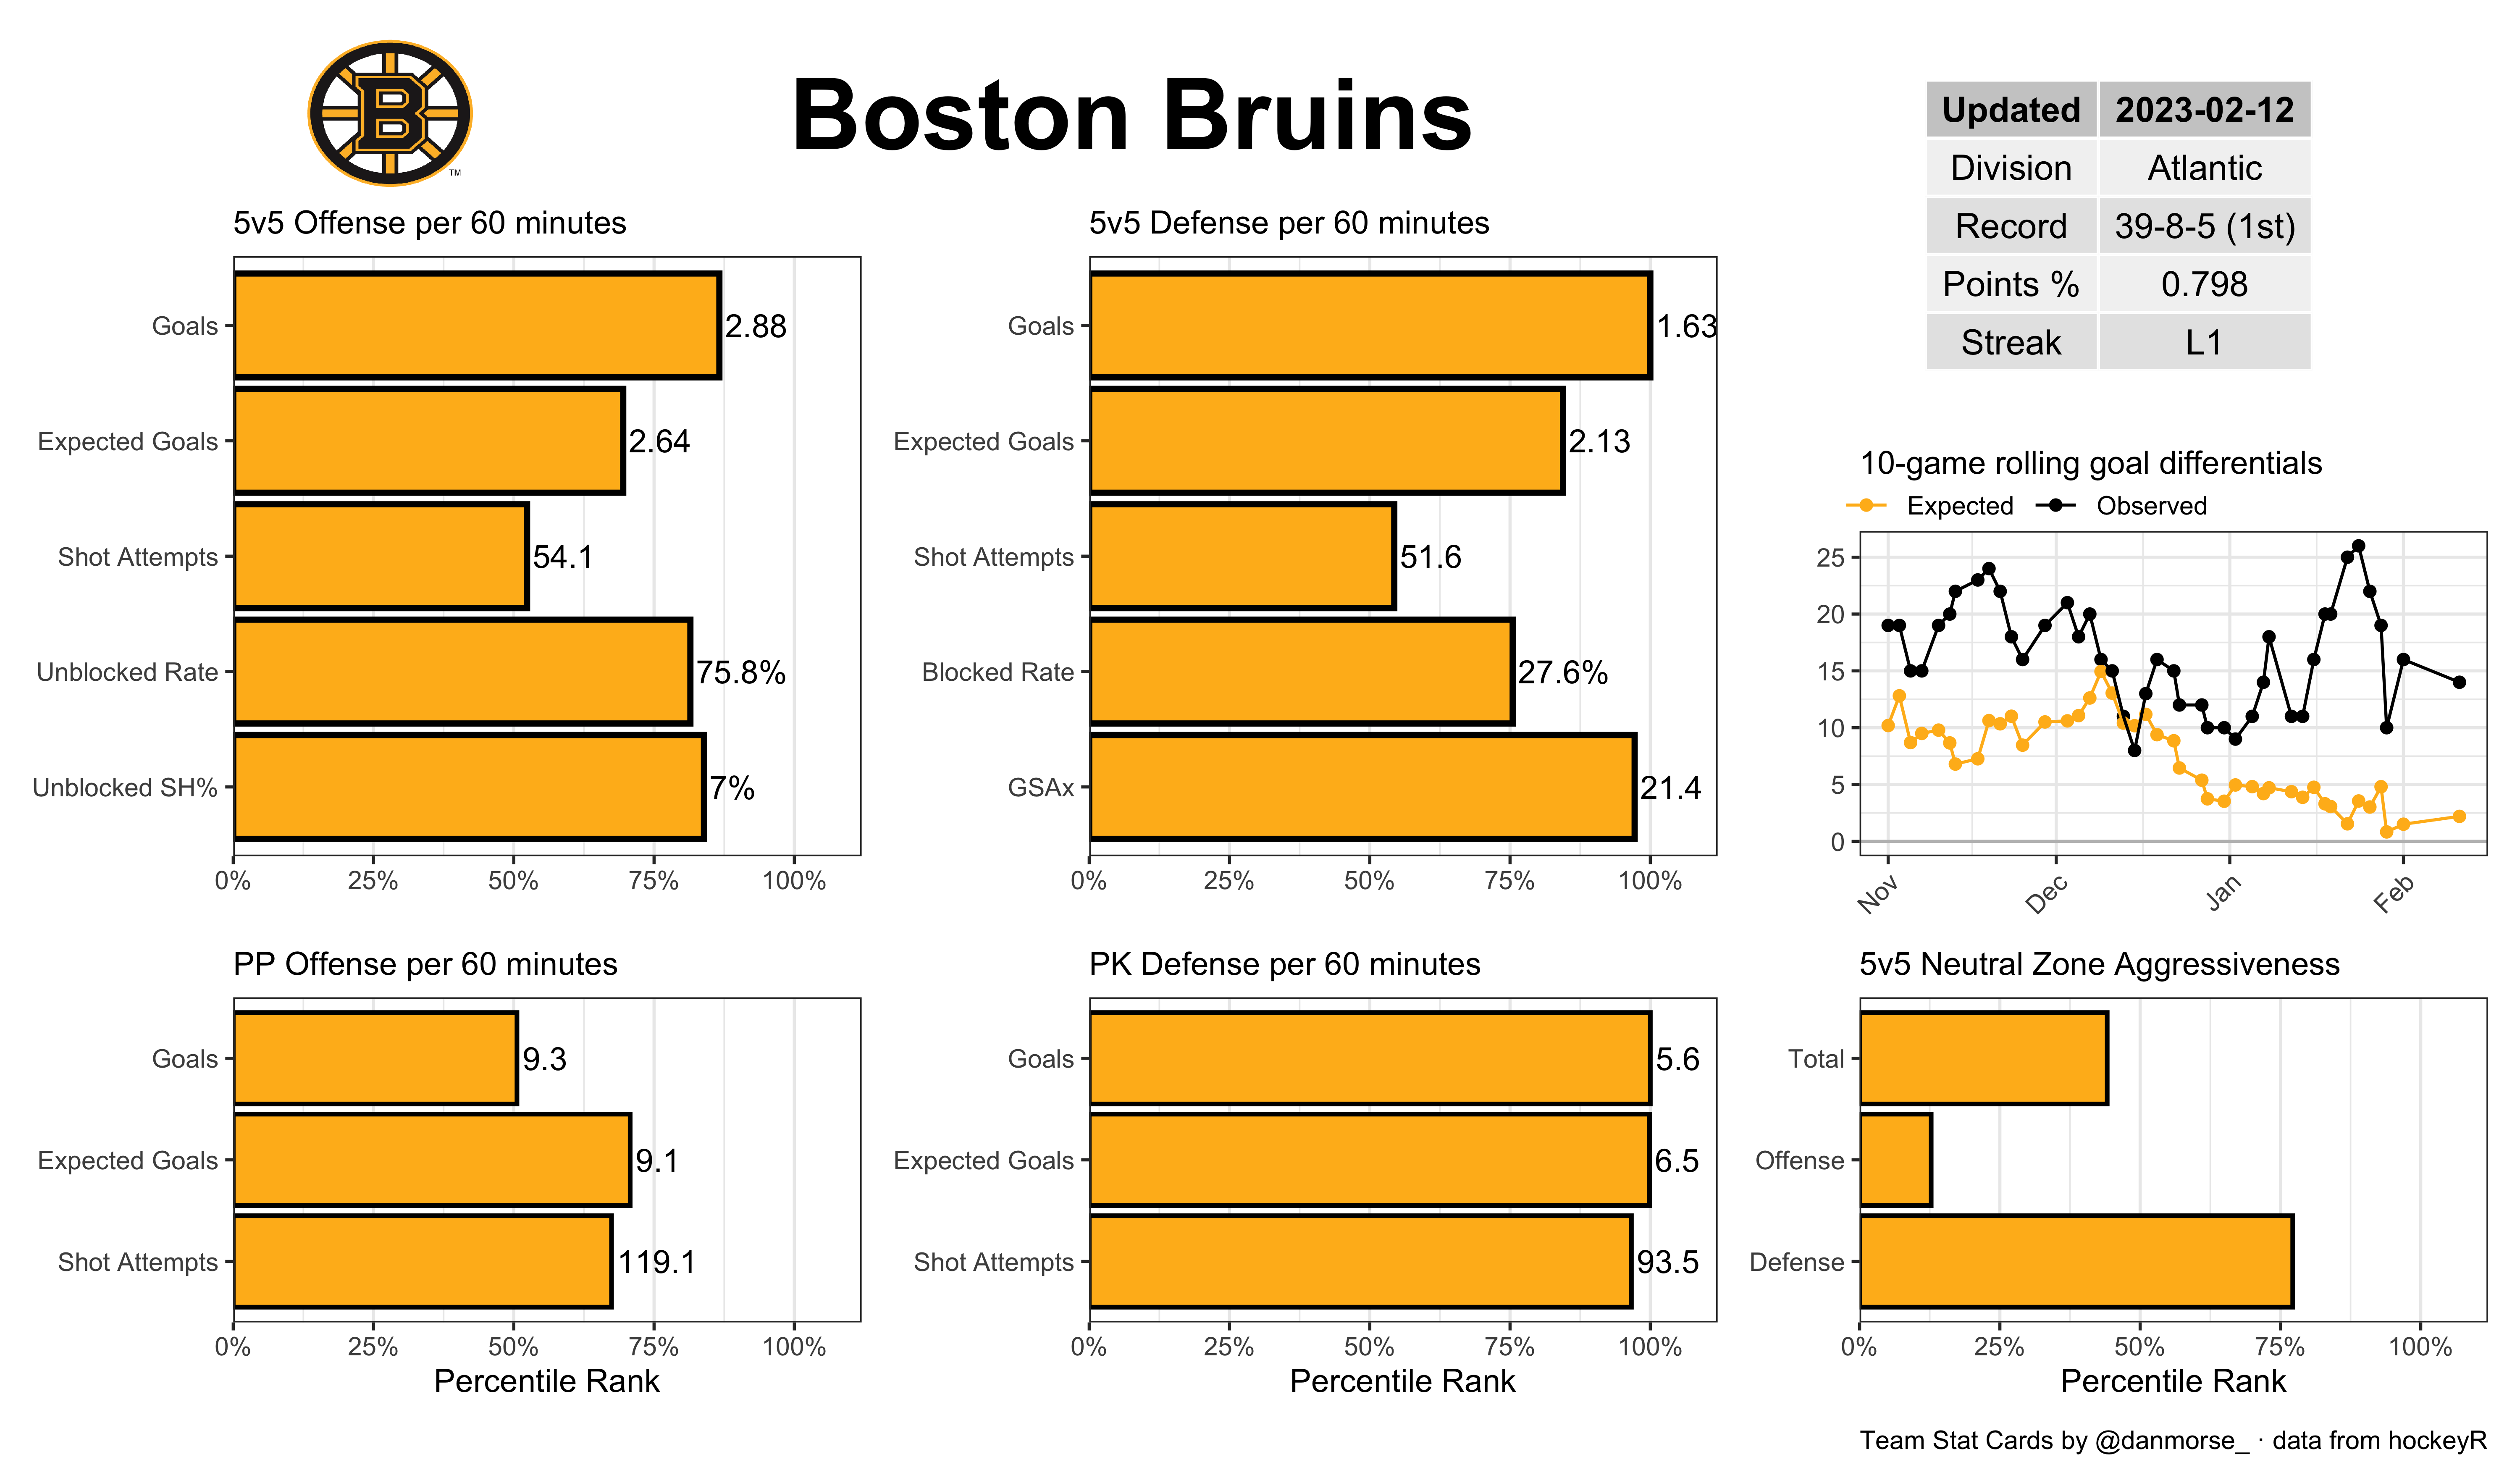 B
TM
Boston Bruins
Updated 2023-02-12
Division Atlantic
Record 39-8-5 (1st)
Points % 0.798
Streak L1
5v5 Offense per 60 minutes
Goals 2.88
Expected Goals 2.64
Shot Attempts 54.1
Unblocked Rate 75.8%
Unblocked SH% 7%
0% 25% 50% 75% 100%
5v5 Defense per 60 minutes
Goals 1.63
Expected Goals 2.13
Shot Attempts 51.6
Blocked Rate 27.6%
GSAx 21.4
0% 25% 50% 75% 100%
10-game rolling goal differentials
Expected Observed
25
20
15
10
5
0
Nov Dec Jan Feb
PP Offense per 60 minutes
Goals 9.3
Expected Goals 9.1
Shot Attempts 119.1
0% 25% 50% 75% 100%
Percentile Rank
PK Defense per 60 minutes
Goals 5.6
Expected Goals 6.5
Shot Attempts 93.5
0% 25% 50% 75% 100%
Percentile Rank
5v5 Neutral Zone Aggressiveness
Total
Offense
Defense
0% 25% 50% 75% 100%
Percentile Rank
Team Stat Cards by @danmorse_ · data from hockeyR